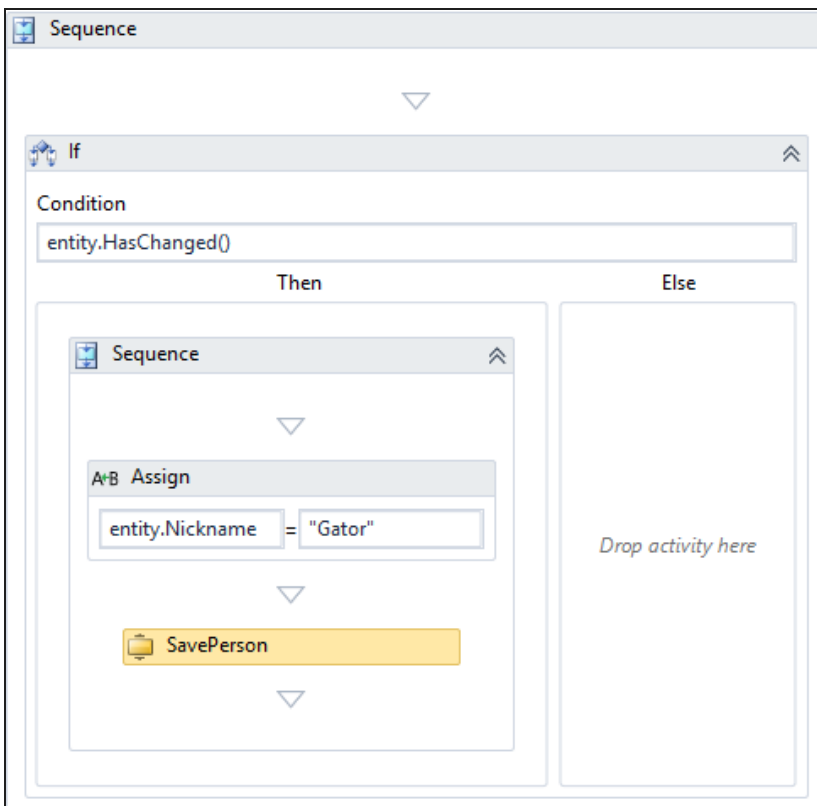 Sequence
If
Condition
entity.HasChanged()
Then Else
Sequence
A+B Assign
entity.Nickname = "Gator"
Drop activity here
SavePerson